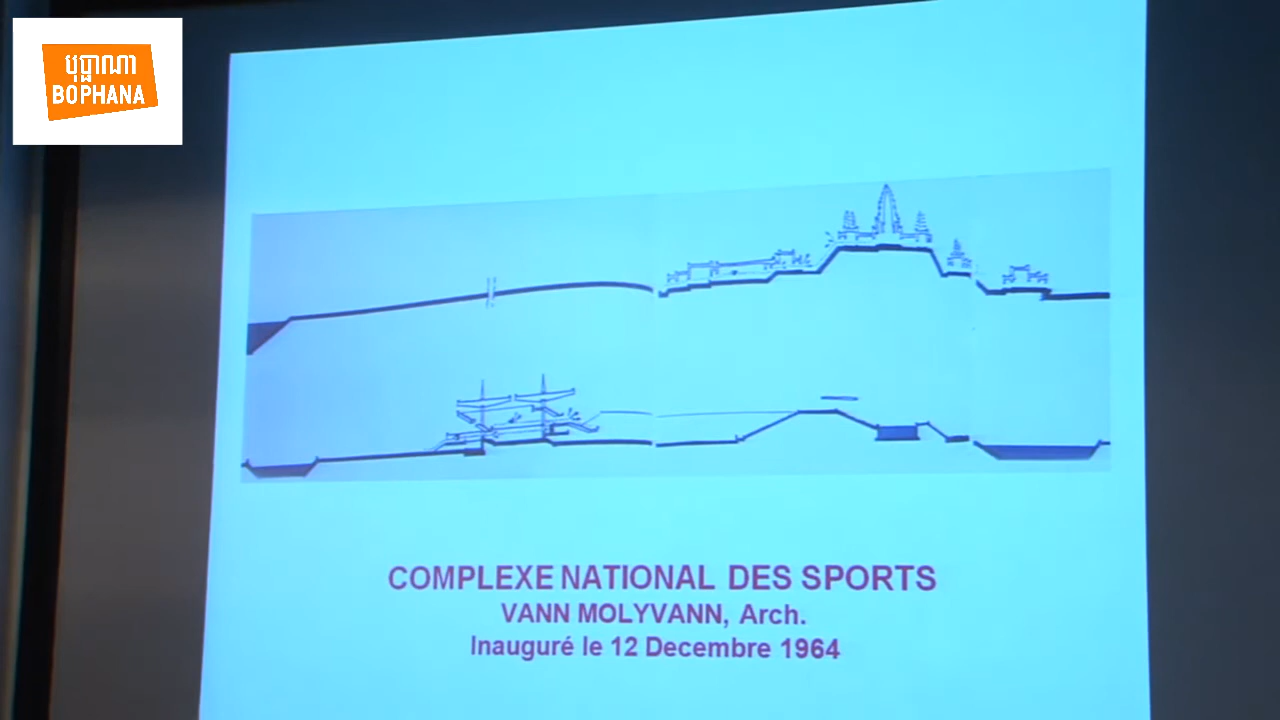 បុប្ផាណា
BOPHANA
COMPLEXE NATIONAL DES SPORTS
VANN MOLYVANN, Arch.
Inauguré le 12 Decembre 1964